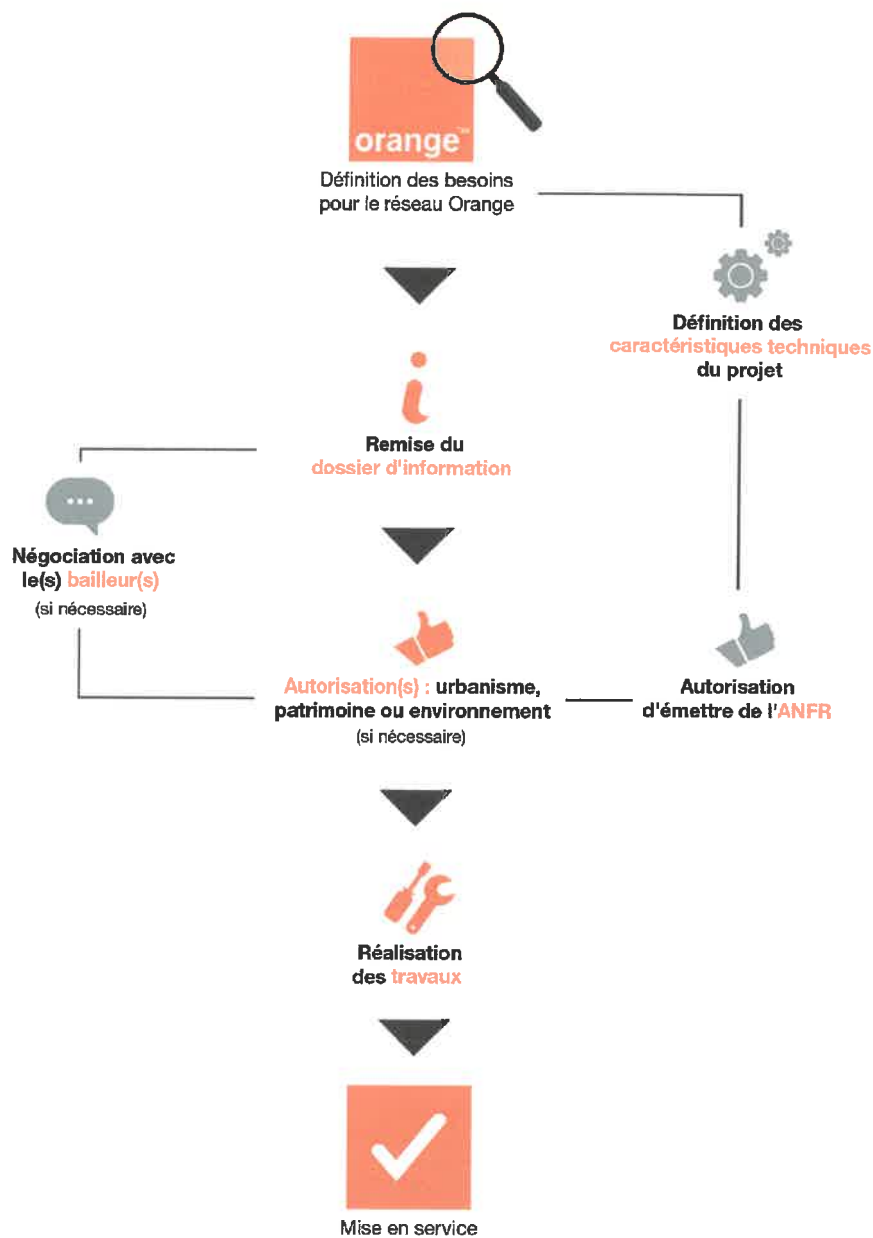 orange™
Définition des besoins
pour le réseau Orange
Définition des
caractéristiques techniques
du projet
Remise du
dossier d'information
Négociation avec
le(s) bailleur(s)
(si nécessaire)
Autorisation(s) : urbanisme,
patrimoine ou environnement
(si nécessaire)
Autorisation
d'émettre de l'ANFR
Réalisation
des travaux
Mise en service